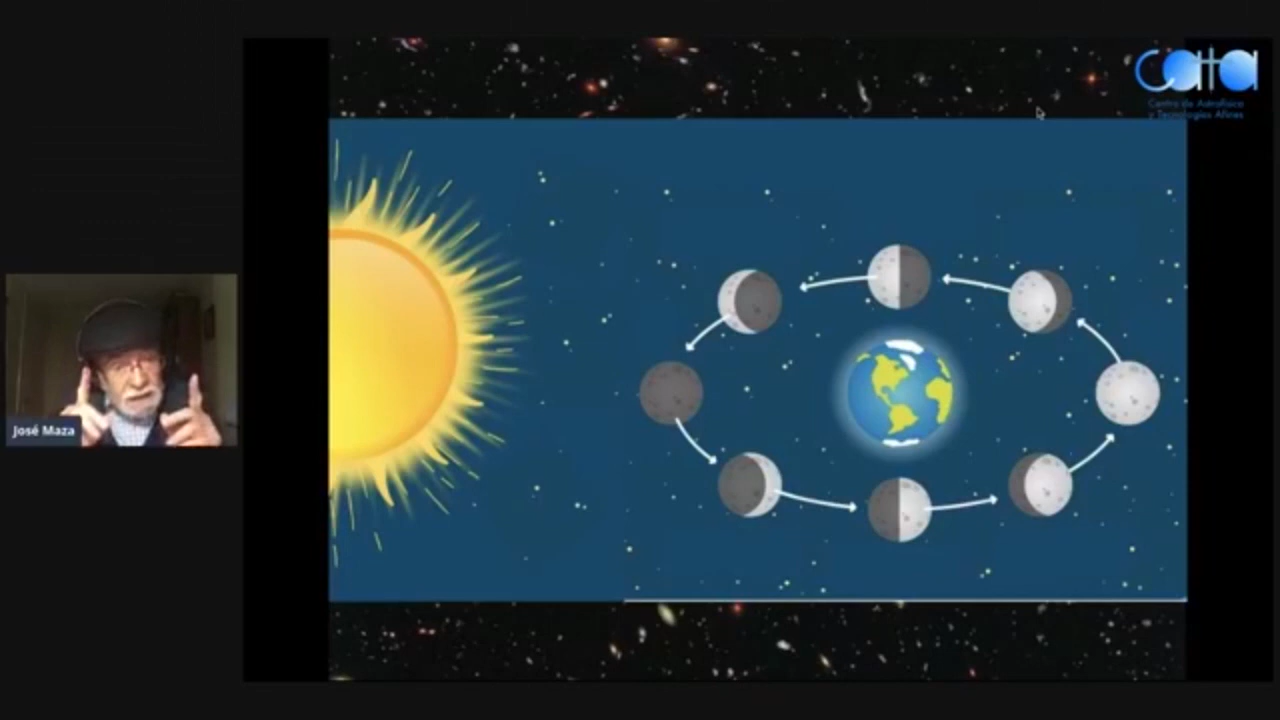 cata
Centro de Astrofísica
y Tecnologías Afines
José Maza